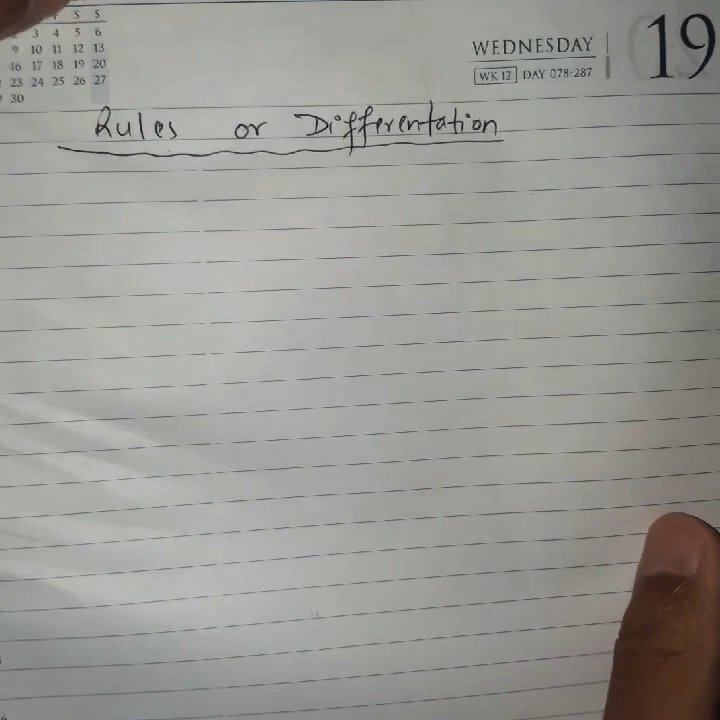 S S
3 4 5 6
9 10 11 12 13
16 17 18 19 20
23 24 25 26 27
30
WEDNESDAY
WK 12 DAY 078-287
19
Rules or Differentation